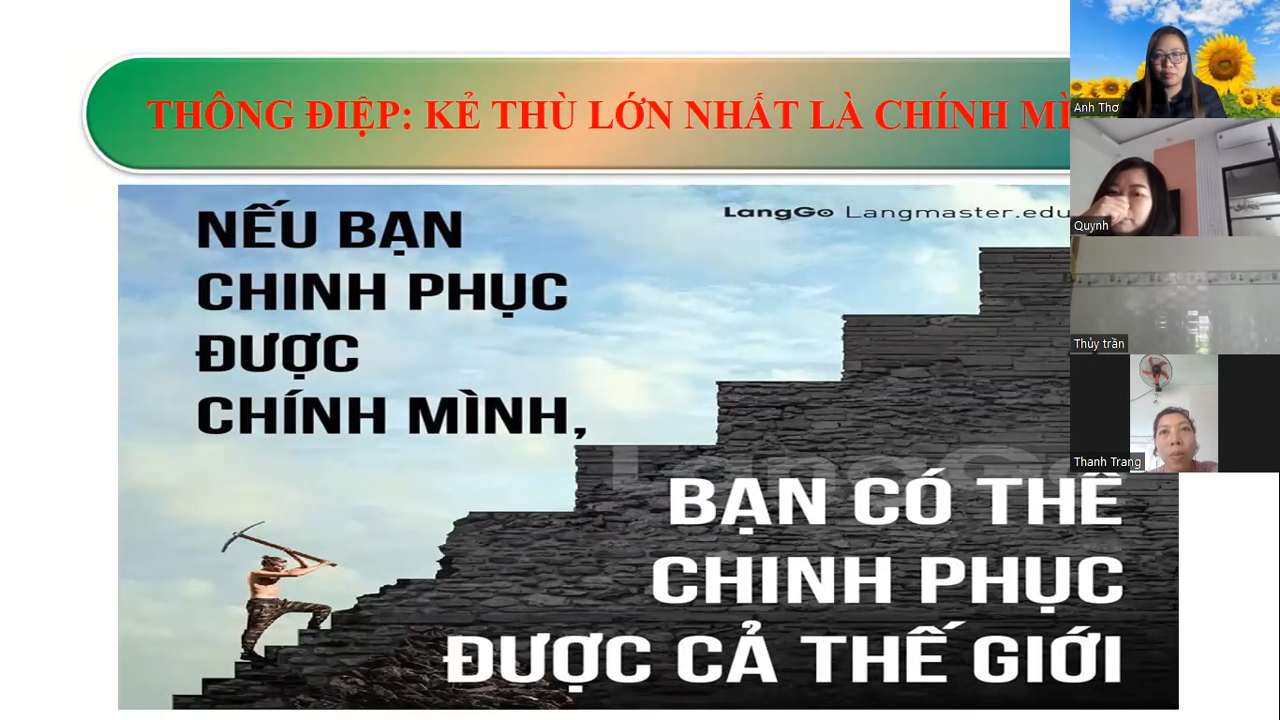 THÔNG ĐIỆP: KẺ THÙ LỚN NHẤT LÀ CHÍNH
NẾU BẠN
CHINH PHỤC
ĐƯỢC
CHÍNH MÌNH,
LangGo Langmaster.edu
LangGo
BẠN CÓ THỂ
CHINH PHỤC
ĐƯỢC CẢ THẾ GIỚI
Anh Thơ
Quynh
Thủy trần
Thanh Trang